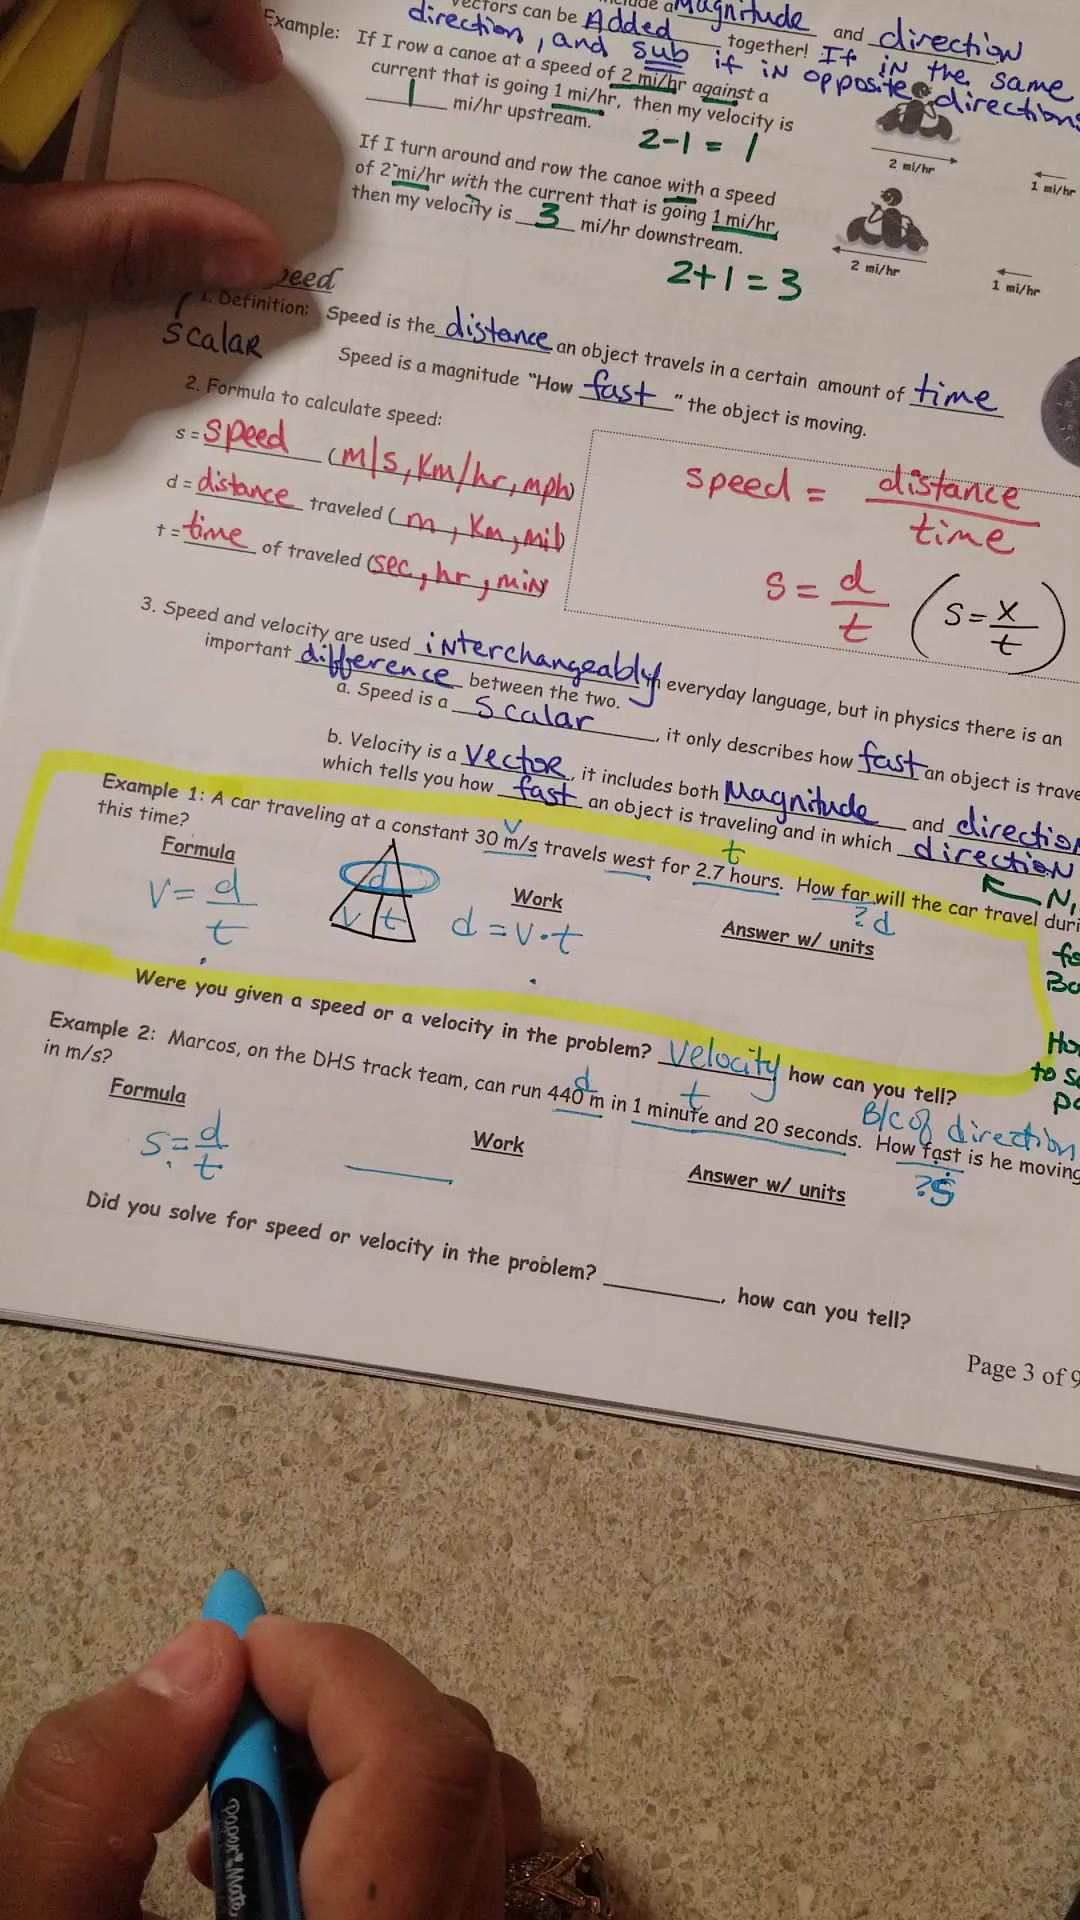 vectors can be Added together! If in the same
Magnitude and direction
direction, and sub if in opposite directions
Example: If I row a canoe at a speed of 2 mi/hr against a
current that is going 1 mi/hr, then my velocity is
1 mi/hr upstream.
2-1 = 1
2 mi/hr
1 mi/hr
If I turn around and row the canoe with a speed
of 2 mi/hr with the current that is going 1 mi/hr,
then my velocity is 3 mi/hr downstream.
2+1=3
2 mi/hr
1 mi/hr
1. Definition: Speed is the distance an object travels in a certain amount of time
Scalar
Speed is a magnitude "How fast" the object is moving.
2. Formula to calculate speed:
s = speed (m/s, Km/hr, mph)
d = distance traveled (m, Km, mil)
t = time of traveled (sec, hr, min)
speed = distance
time
s = d
t
(s = x
t)
3. Speed and velocity are used interchangeably in everyday language, but in physics there is an
important difference between the two.
a. Speed is a Scalar, it only describes how fast an object is trave
b. Velocity is a Vector, it includes both Magnitude and direction
which tells you how fast an object is traveling and in which direction
Example 1: A car traveling at a constant 30 m/s travels west for 2.7 hours. How far will the car travel duri
this time?
v
t
? d
N,
Formula
Work
Answer w/ units
V = d
t
d
v t
d = v·t
Were you given a speed or a velocity in the problem? Velocity how can you tell?
B/C of direction
Example 2: Marcos, on the DHS track team, can run 440 m in 1 minute and 20 seconds. How fast is he moving
in m/s?
d
t
?S
Formula
Work
Answer w/ units
S = d
t
Did you solve for speed or velocity in the problem? ________, how can you tell?
Page 3 of 9
Paper Mate